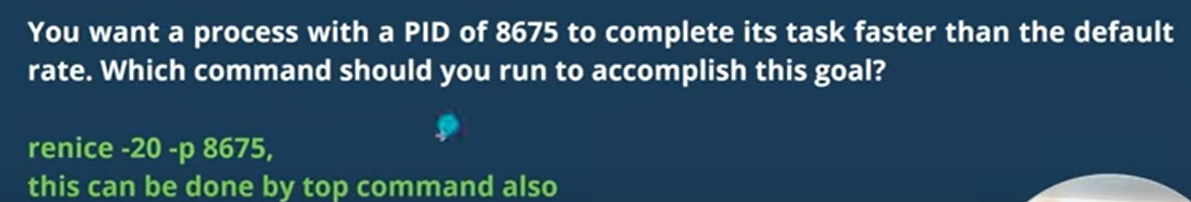 You want a process with a PID of 8675 to complete its task faster than the default
rate. Which command should you run to accomplish this goal?
renice -20 -p 8675,
this can be done by top command also